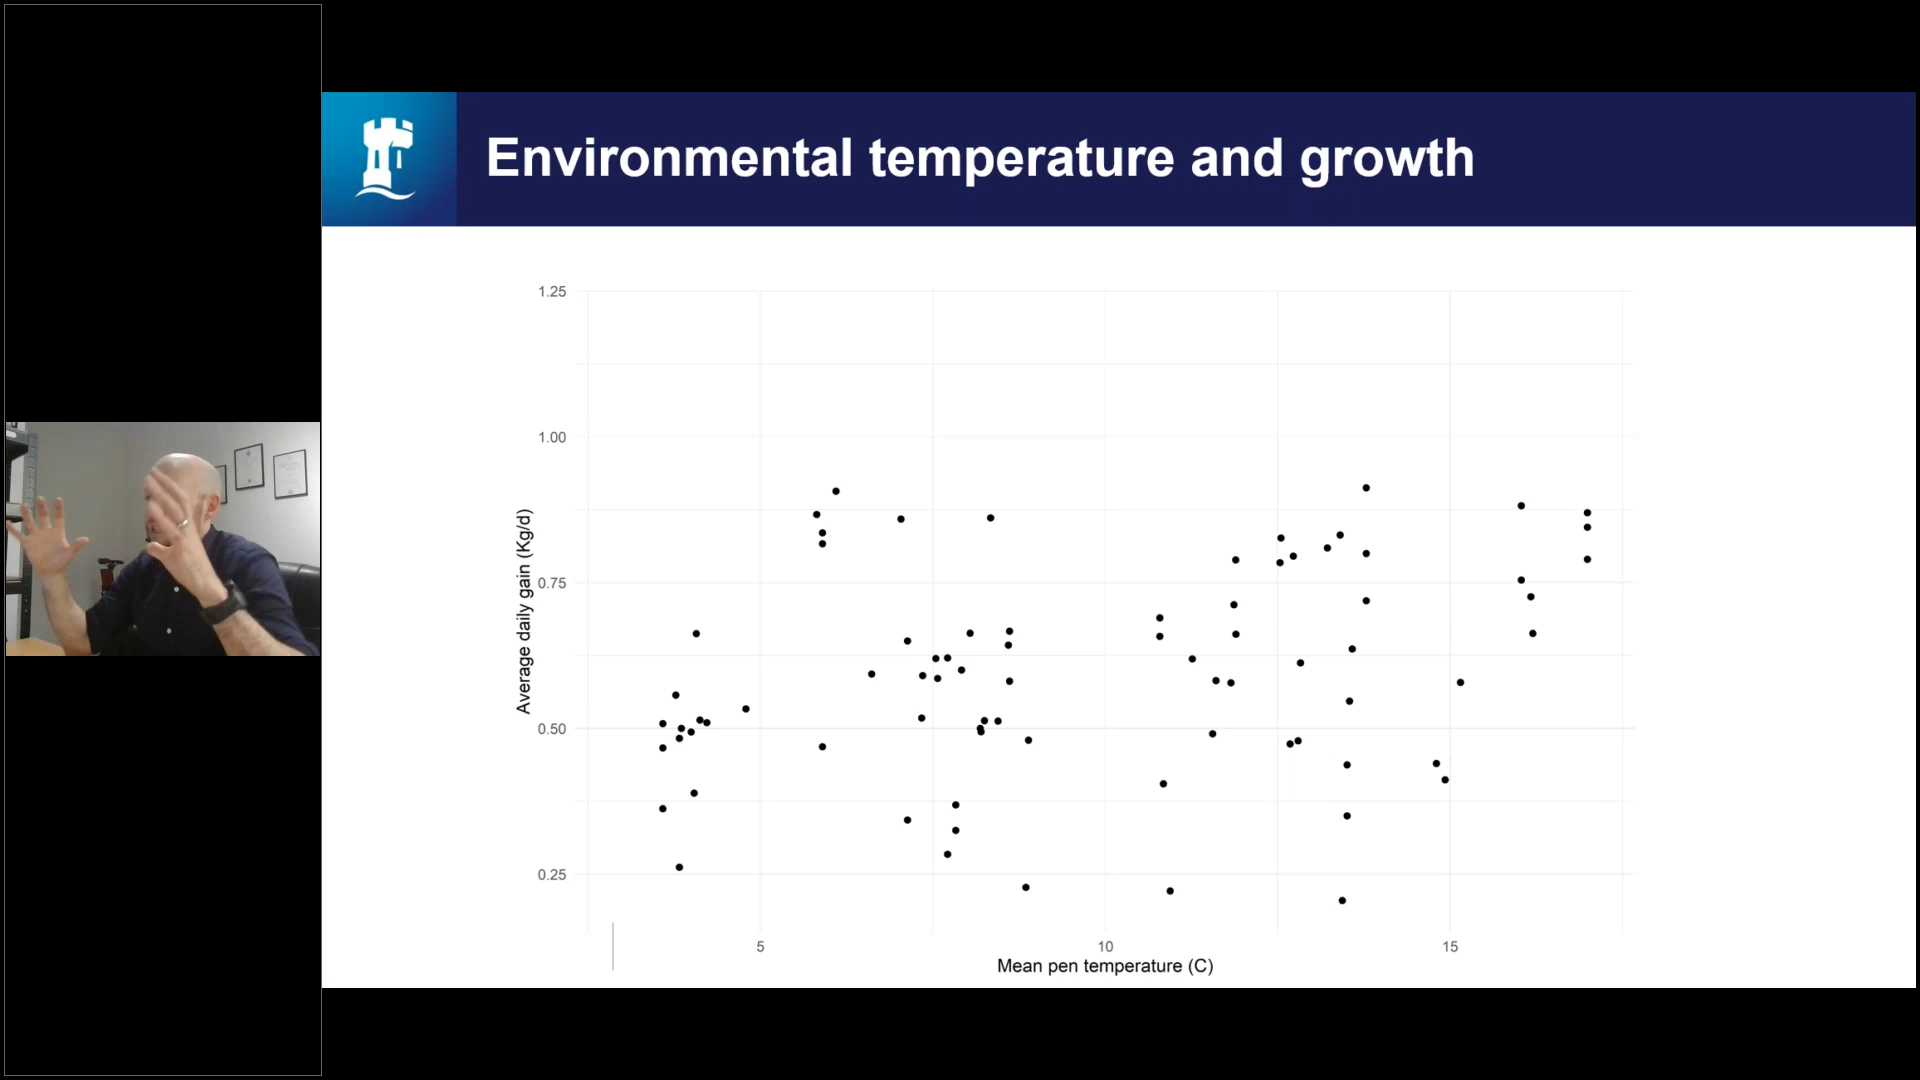 Environmental temperature and growth
1.25
1.00
0.75
0.50
0.25
Average daily gain (Kg/d)
5
10
15
Mean pen temperature (C)